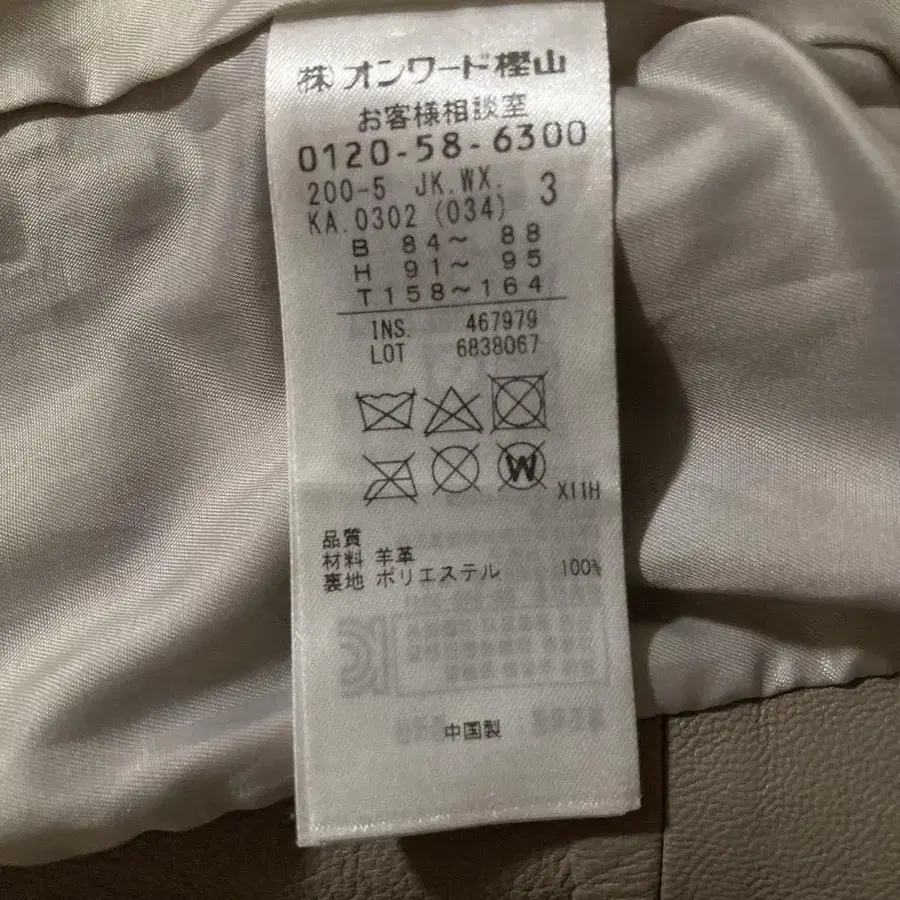 ㈱オンワード樫山
お客様相談室
0120-58-6300
200-5 JK.WX. 3
KA.0302 (034)
B 84〜 88
H 91〜 95
T158〜164
INS. 467979
LOT 6838067
W
X11H
品質
材料 羊革
裏地 ポリエステル 100%
中国製